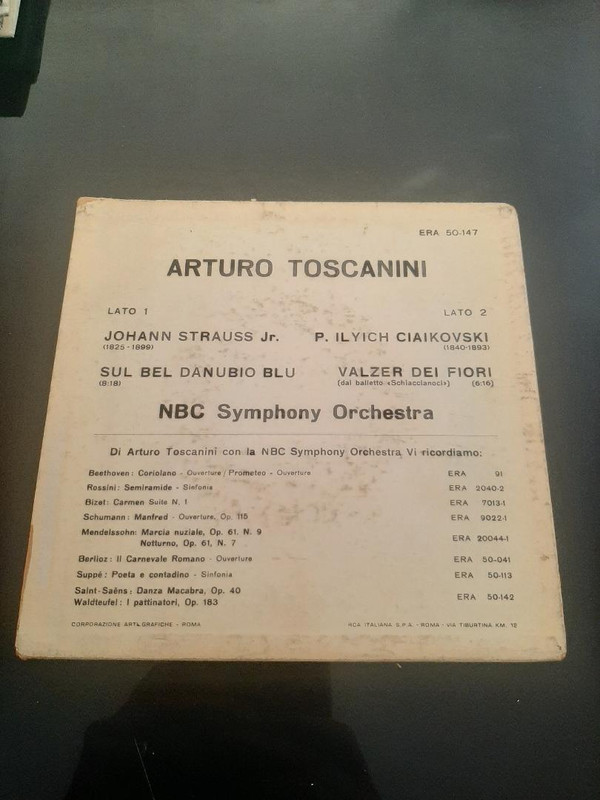 ERA 50-147
ARTURO TOSCANINI
LATO 1 LATO 2
JOHANN STRAUSS Jr. P. ILYICH CIAIKOVSKI
(1825-1899) (1840-1893)
SUL BEL DANUBIO BLU VALZER DEI FIORI
(8:18) (dal balletto «Schiaccianoci») (6:16)
NBC Symphony Orchestra
Di Arturo Toscanini con la NBC Symphony Orchestra Vi ricordiamo:
Beethoven: Coriolano - Ouverture / Prometeo - Ouverture ERA 91
Rossini: Semiramide - Sinfonia ERA 2040-2
Bizet: Carmen Suite N. 1 ERA 7013-1
Schumann: Manfred - Ouverture, Op. 115 ERA 9022-1
Mendelssohn: Marcia nuziale, Op. 61, N. 9
Notturno, Op. 61, N. 7 ERA 20044-1
Berlioz: Il Carnevale Romano - Ouverture ERA 50-041
Suppé: Poeta e contadino - Sinfonia ERA 50-113
Saint-Saëns: Danza Macabra, Op. 40
Waldteufel: I pattinatori, Op. 183 ERA 50-142
CORPORAZIONE ARTI GRAFICHE - ROMA RCA ITALIANA S.P.A. - ROMA - VIA TIBURTINA KM. 12